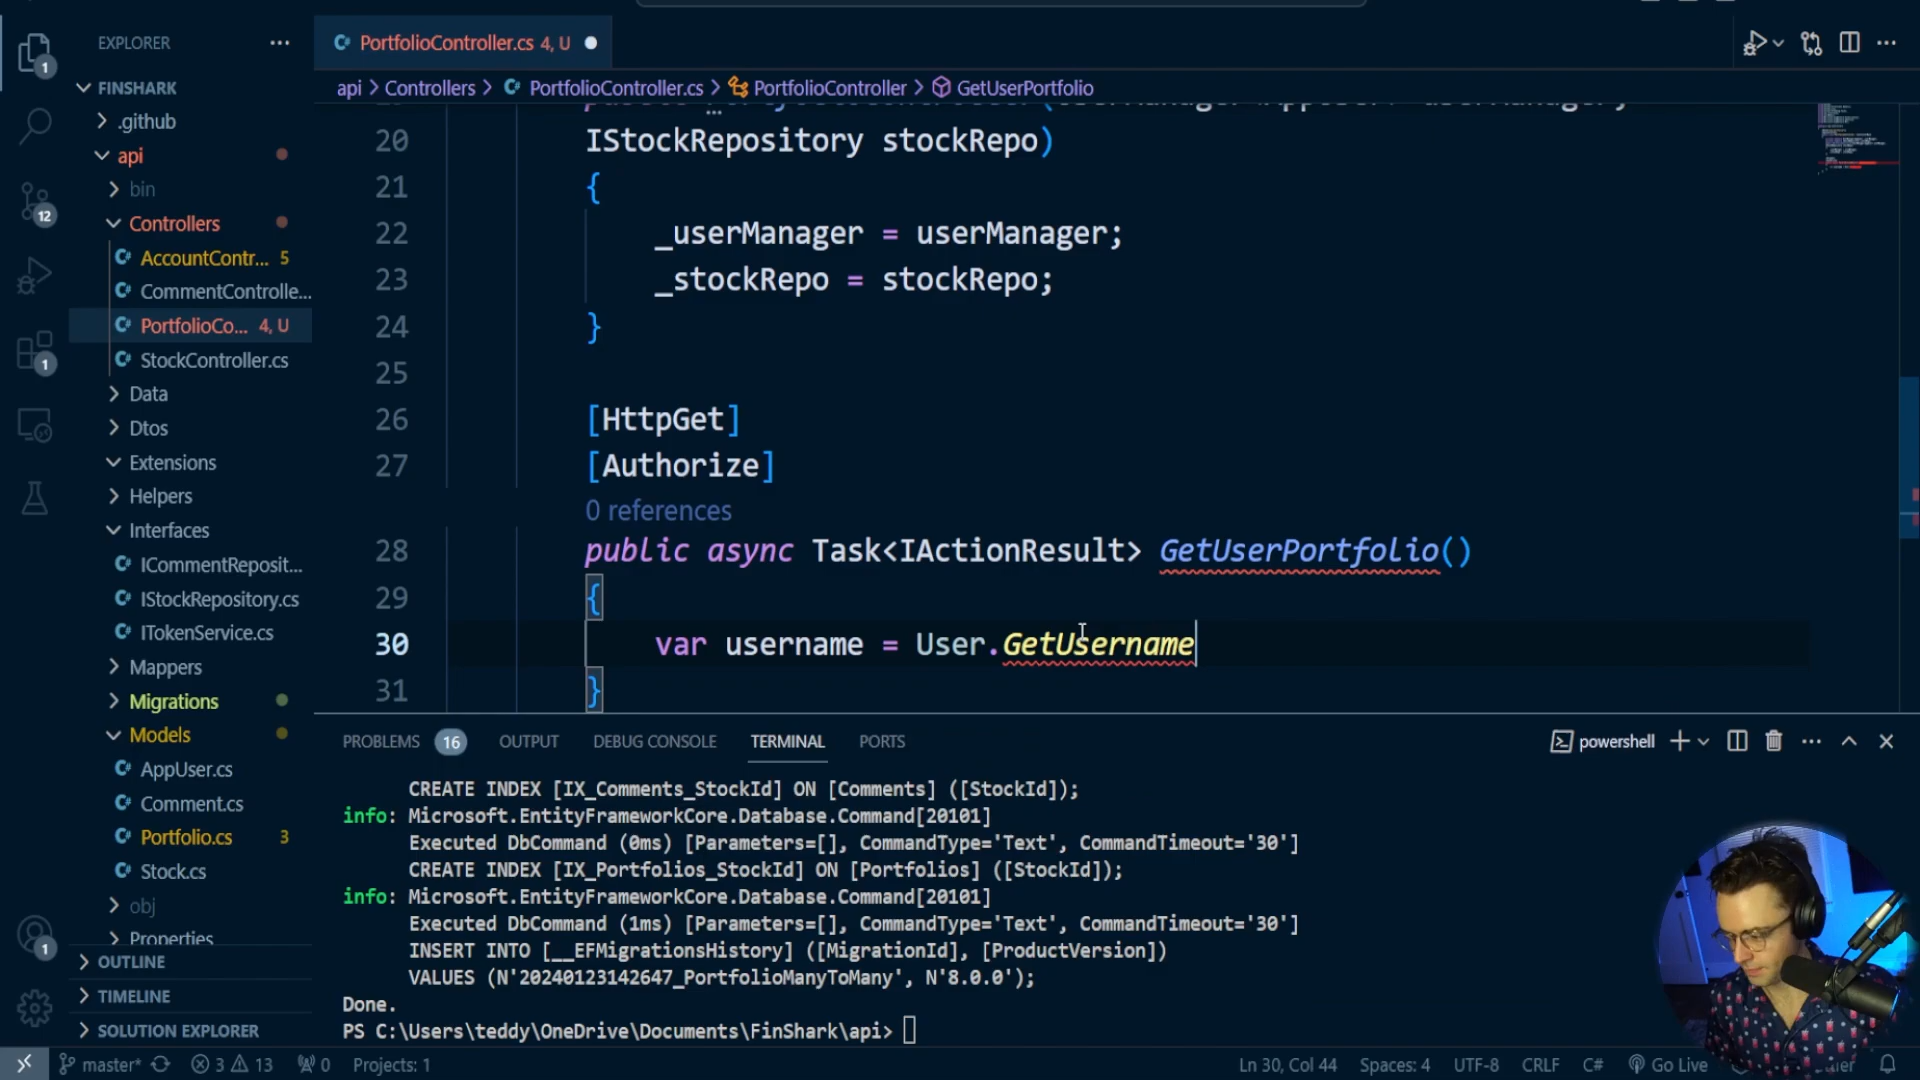 EXPLORER
FINSHARK
.github
api
bin
Controllers
AccountContr... 5
CommentControlle...
PortfolioCo... 4, U
StockController.cs
Data
Dtos
Extensions
Helpers
Interfaces
ICommentReposit...
IStockRepository.cs
ITokenService.cs
Mappers
Migrations
Models
AppUser.cs
Comment.cs
Portfolio.cs 3
Stock.cs
obj
Properties
OUTLINE
TIMELINE
SOLUTION EXPLORER
1
12
1
1
PortfolioController.cs 4, U
api > Controllers > PortfolioController.cs > PortfolioController > GetUserPortfolio
20 IStockRepository stockRepo)
21 {
22 _userManager = userManager;
23 _stockRepo = stockRepo;
24 }
25
26 [HttpGet]
27 [Authorize]
0 references
28 public async Task<IActionResult> GetUserPortfolio()
29 {
30 var username = User.GetUsername
31 }
PROBLEMS 16 OUTPUT DEBUG CONSOLE TERMINAL PORTS
powershell
CREATE INDEX [IX_Comments_StockId] ON [Comments] ([StockId]);
info: Microsoft.EntityFrameworkCore.Database.Command[20101]
Executed DbCommand (0ms) [Parameters=[], CommandType='Text', CommandTimeout='30']
CREATE INDEX [IX_Portfolios_StockId] ON [Portfolios] ([StockId]);
info: Microsoft.EntityFrameworkCore.Database.Command[20101]
Executed DbCommand (1ms) [Parameters=[], CommandType='Text', CommandTimeout='30']
INSERT INTO [__EFMigrationsHistory] ([MigrationId], [ProductVersion])
VALUES (N'20240123142647_PortfolioManyToMany', N'8.0.0');
Done.
PS C:\Users\teddy\OneDrive\Documents\FinShark\api>
master* 3 13 0 Projects: 1
Ln 30, Col 44 Spaces: 4 UTF-8 CRLF C# Go Live